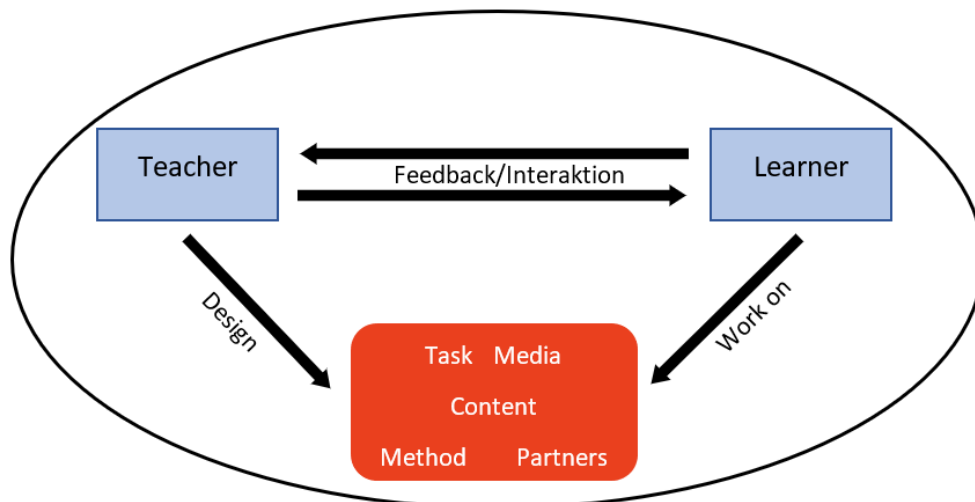 Teacher
Learner
Feedback/Interaktion
Design
Work on
Task Media
Content
Method Partners